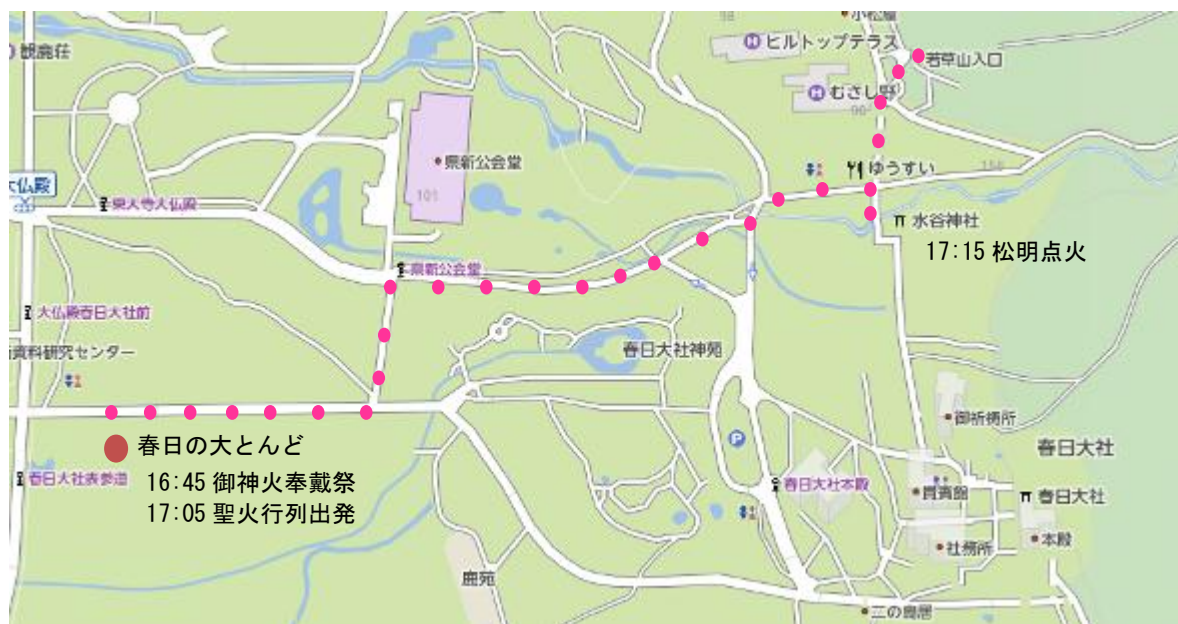 小松屋
98
ヒルトップテラス
観鹿荘
若草山入口
むさし野
県新公会堂
ゆうすい
大仏殿
101
東大寺大仏殿
水谷神社
17:15 松明点火
県新公会堂
大仏殿春日大社前
資料研究センター
春日大社神苑
P
御祈祷所
春日の大とんど
春日大社
春日大社表参道
16:45 御神火奉戴祭
春日大社本殿
貴賓館
春日大社
17:05 聖火行列出発
社務所
本殿
鹿苑
二の鳥居